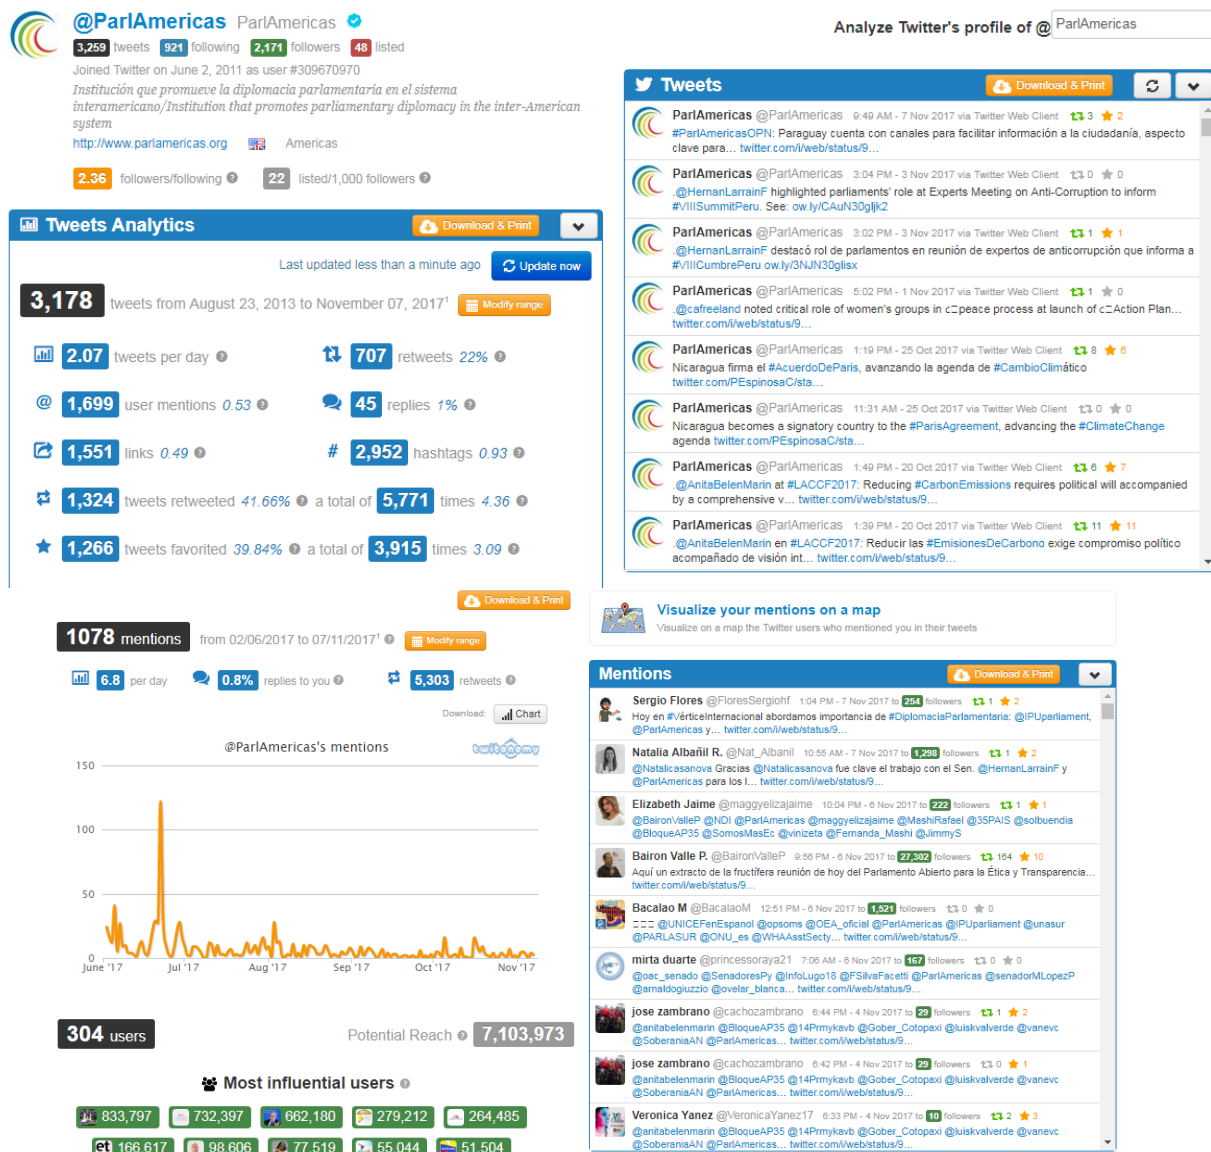 @ParlAmericas ParlAmericas
3,259 tweets 921 following 2,171 followers 48 listed
Joined Twitter on June 2, 2011 as user #309670970
Institución que promueve la diplomacia parlamentaria en el sistema
interamericano/Institution that promotes parliamentary diplomacy in the inter-American
system
http://www.parlamericas.org Americas
2.36 followers/following 22 listed/1,000 followers
Analyze Twitter's profile of @ ParlAmericas
Tweets Analytics Download & Print
Last updated less than a minute ago Update now
3,178 tweets from August 23, 2013 to November 07, 2017¹ Modify range
2.07 tweets per day 707 retweets 22%
@ 1,699 user mentions 0.53 45 replies 1%
1,551 links 0.49 # 2,952 hashtags 0.93
1,324 tweets retweeted 41.66% a total of 5,771 times 4.36
1,266 tweets favorited 39.84% a total of 3,915 times 3.09
Tweets Download & Print
ParlAmericas @ParlAmericas 9:49 AM - 7 Nov 2017 via Twitter Web Client 3 2
#ParlAmericasOPN: Paraguay cuenta con canales para facilitar información a la ciudadanía, aspecto
clave para... twitter.com/i/web/status/9...
ParlAmericas @ParlAmericas 3:04 PM - 3 Nov 2017 via Twitter Web Client 0 0
.@HernanLarrainF highlighted parliaments' role at Experts Meeting on Anti-Corruption to inform
#VIIISummitPeru. See: ow.ly/CAuN30gljk2
ParlAmericas @ParlAmericas 3:02 PM - 3 Nov 2017 via Twitter Web Client 1 1
.@HernanLarrainF destacó rol de parlamentos en reunión de expertos de anticorrupción que informa a
#VIIICumbrePeru ow.ly/3NJN30glisx
ParlAmericas @ParlAmericas 5:02 PM - 1 Nov 2017 via Twitter Web Client 1 0
.@cafreeland noted critical role of women's groups in peace process at launch of Action Plan...
twitter.com/i/web/status/9...
ParlAmericas @ParlAmericas 1:19 PM - 25 Oct 2017 via Twitter Web Client 8 6
Nicaragua firma el #AcuerdoDeParis, avanzando la agenda de #CambioClimático
twitter.com/PEspinosaC/sta...
ParlAmericas @ParlAmericas 11:31 AM - 25 Oct 2017 via Twitter Web Client 0 0
Nicaragua becomes a signatory country to the #ParisAgreement, advancing the #ClimateChange
agenda twitter.com/PEspinosaC/sta...
ParlAmericas @ParlAmericas 1:49 PM - 20 Oct 2017 via Twitter Web Client 6 7
.@AnitaBelenMarin at #LACCF2017: Reducing #CarbonEmissions requires political will accompanied
by a comprehensive v... twitter.com/i/web/status/9...
ParlAmericas @ParlAmericas 1:39 PM - 20 Oct 2017 via Twitter Web Client 11 11
.@AnitaBelenMarin en #LACCF2017: Reducir las #EmisionesDeCarbono exige compromiso político
acompañado de visión int... twitter.com/i/web/status/9...
Download & Print
1078 mentions from 02/06/2017 to 07/11/2017¹ Modify range
6.8 per day 0.8% replies to you 5,303 retweets
Download: Chart
@ParlAmericas's mentions twitonomy
150
100
50
0
June '17 Jul '17 Aug '17 Sep '17 Oct '17 Nov '17
304 users Potential Reach 7,103,973
Most influential users
833,797 732,397 662,180 279,212 264,485
et 166,617 98,606 77,519 55,044 51,504
Visualize your mentions on a map
Visualize on a map the Twitter users who mentioned you in their tweets
Mentions Download & Print
Sergio Flores @FloresSergiohf 1:04 PM - 7 Nov 2017 to 254 followers 1 2
Hoy en #VérticeInternacional abordamos importancia de #DiplomaciaParlamentaria: @IPUparliament,
@ParlAmericas y... twitter.com/i/web/status/9...
Natalia Albañil R. @Nat_Albanil 10:55 AM - 7 Nov 2017 to 1,298 followers 1 2
@Natalicasanova Gracias @Natalicasanova fue clave el trabajo con el Sen. @HernanLarrainF y
@ParlAmericas para los l... twitter.com/i/web/status/9...
Elizabeth Jaime @maggyelizajaime 10:04 PM - 6 Nov 2017 to 222 followers 1 1
@BaironValleP @NDI @ParlAmericas @maggyelizajaime @MashiRafael @35PAIS @solbuendia
@BloqueAP35 @SomosMasEc @vinizeta @Fernanda_Mashi @JimmyS
Bairon Valle P. @BaironValleP 9:56 PM - 6 Nov 2017 to 27,302 followers 164 10
Aquí un extracto de la fructífera reunión de hoy del Parlamento Abierto para la Ética y Transparencia...
twitter.com/i/web/status/9...
Bacalao M @BacalaoM 12:51 PM - 6 Nov 2017 to 1,521 followers 0 0
@UNICEFenEspanol @opsoms @OEA_oficial @ParlAmericas @IPUparliament @unasur
@PARLASUR @ONU_es @WHAAsstSecty... twitter.com/i/web/status/9...
mirta duarte @princessoraya21 7:06 AM - 6 Nov 2017 to 167 followers 0 0
@oac_senado @SenadoresPy @InfoLugo18 @FSilvaFacetti @ParlAmericas @senadorMLopezP
@arnaldogiuzzio @ovelar_blanca... twitter.com/i/web/status/9...
jose zambrano @cachozambrano 6:44 PM - 4 Nov 2017 to 29 followers 1 2
@anitabelenmarin @BloqueAP35 @14Prmykavb @Gober_Cotopaxi @luiskvalverde @vanevc
@SoberaniaAN @ParlAmericas... twitter.com/i/web/status/9...
jose zambrano @cachozambrano 6:42 PM - 4 Nov 2017 to 29 followers 0 1
@anitabelenmarin @BloqueAP35 @14Prmykavb @Gober_Cotopaxi @luiskvalverde @vanevc
@SoberaniaAN @ParlAmericas... twitter.com/i/web/status/9...
Veronica Yanez @VeronicaYanez17 6:33 PM - 4 Nov 2017 to 10 followers 2 3
@anitabelenmarin @BloqueAP35 @14Prmykavb @Gober_Cotopaxi @luiskvalverde @vanevc
@SoberaniaAN @ParlAmericas... twitter.com/i/web/status/9...